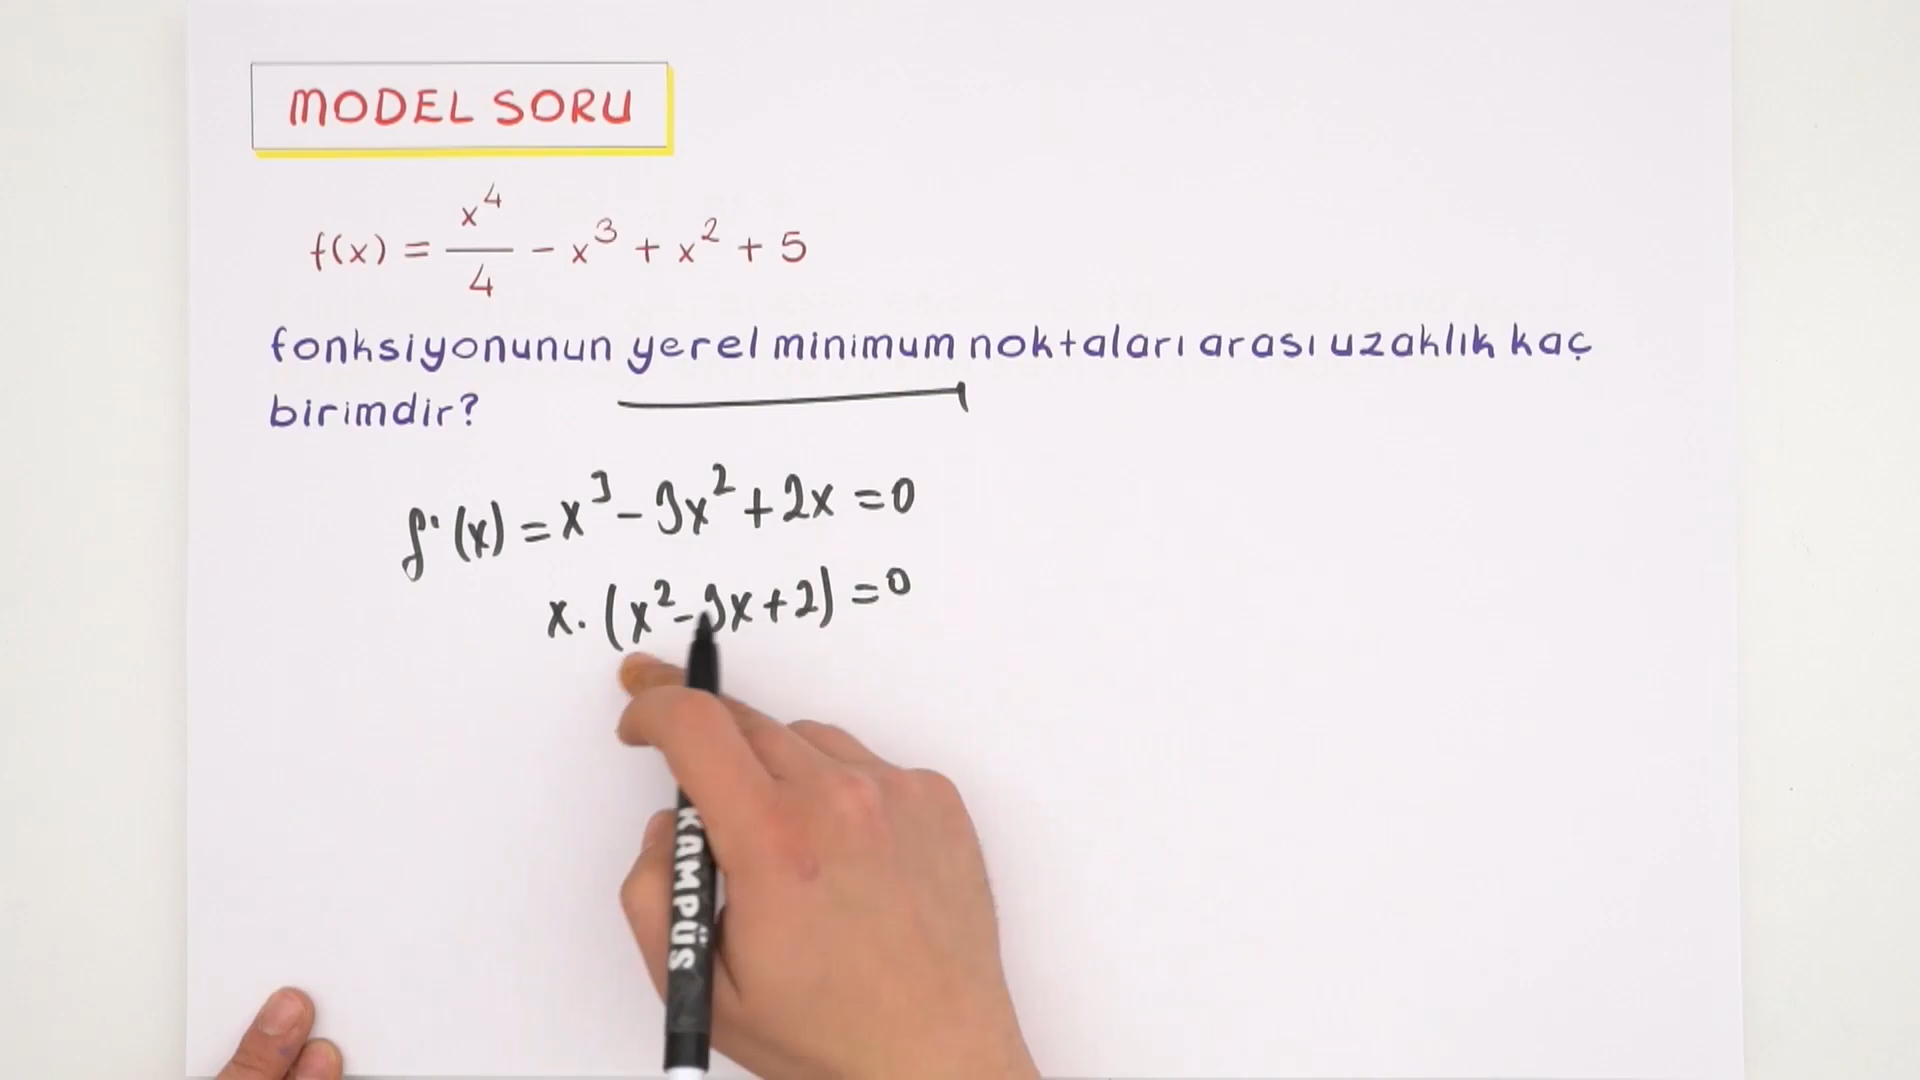 MODEL SORU
f(x) = x⁴/4 - x³ + x² + 5
fonksiyonunun yerel minimum noktaları arası uzaklık kaç
birimdir?
f'(x) = x³ - 3x² + 2x = 0
x. (x² - 3x + 2) = 0
KAMPÜS